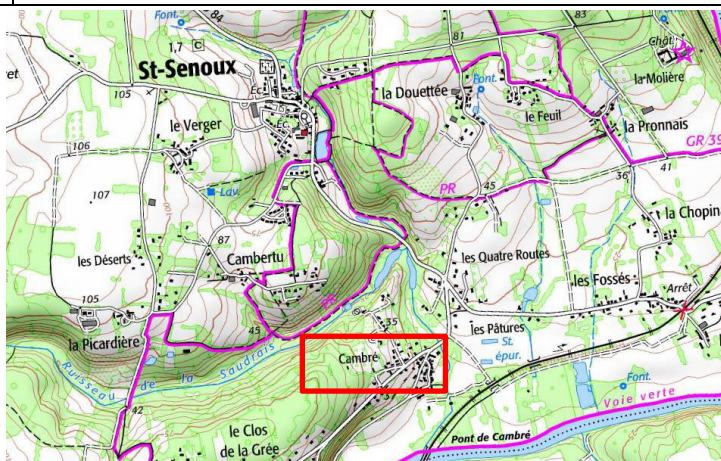 Font.
84
81
83
1,7 C
Chât.
St-Senoux
105
Éc.
la Douettée
Font.
la Molière
le Feuil
le Verger
la Pronnais
106
GR 39
PR
45
36
41
Lav.
107
la Chopin
87
75
les Déserts
Cambertu
les Quatre Routes
les Fossés
Arrêt
105
PR
35
45
la Picardière
les Pâtures
St.
épur.
Ruisseau de la Saudrais
Cambré
Font.
42
Voie verte
le Clos
de la Grée
Pont de Cambré